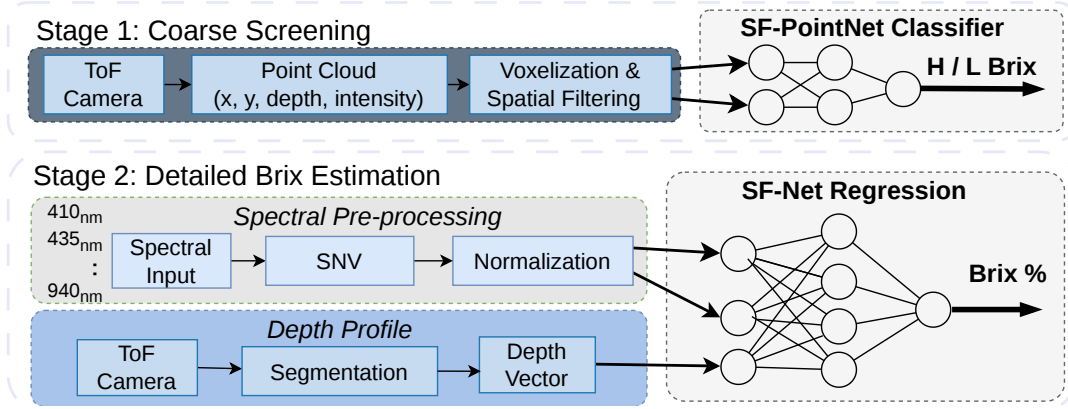 Stage 1: Coarse Screening
ToF
Camera
Point Cloud
(x, y, depth, intensity)
Voxelization &
Spatial Filtering
SF-PointNet Classifier
H / L Brix
Stage 2: Detailed Brix Estimation
Spectral Pre-processing
410nm
435nm
:
940nm
Spectral
Input
SNV
Normalization
Depth Profile
ToF
Camera
Segmentation
Depth
Vector
SF-Net Regression
Brix %